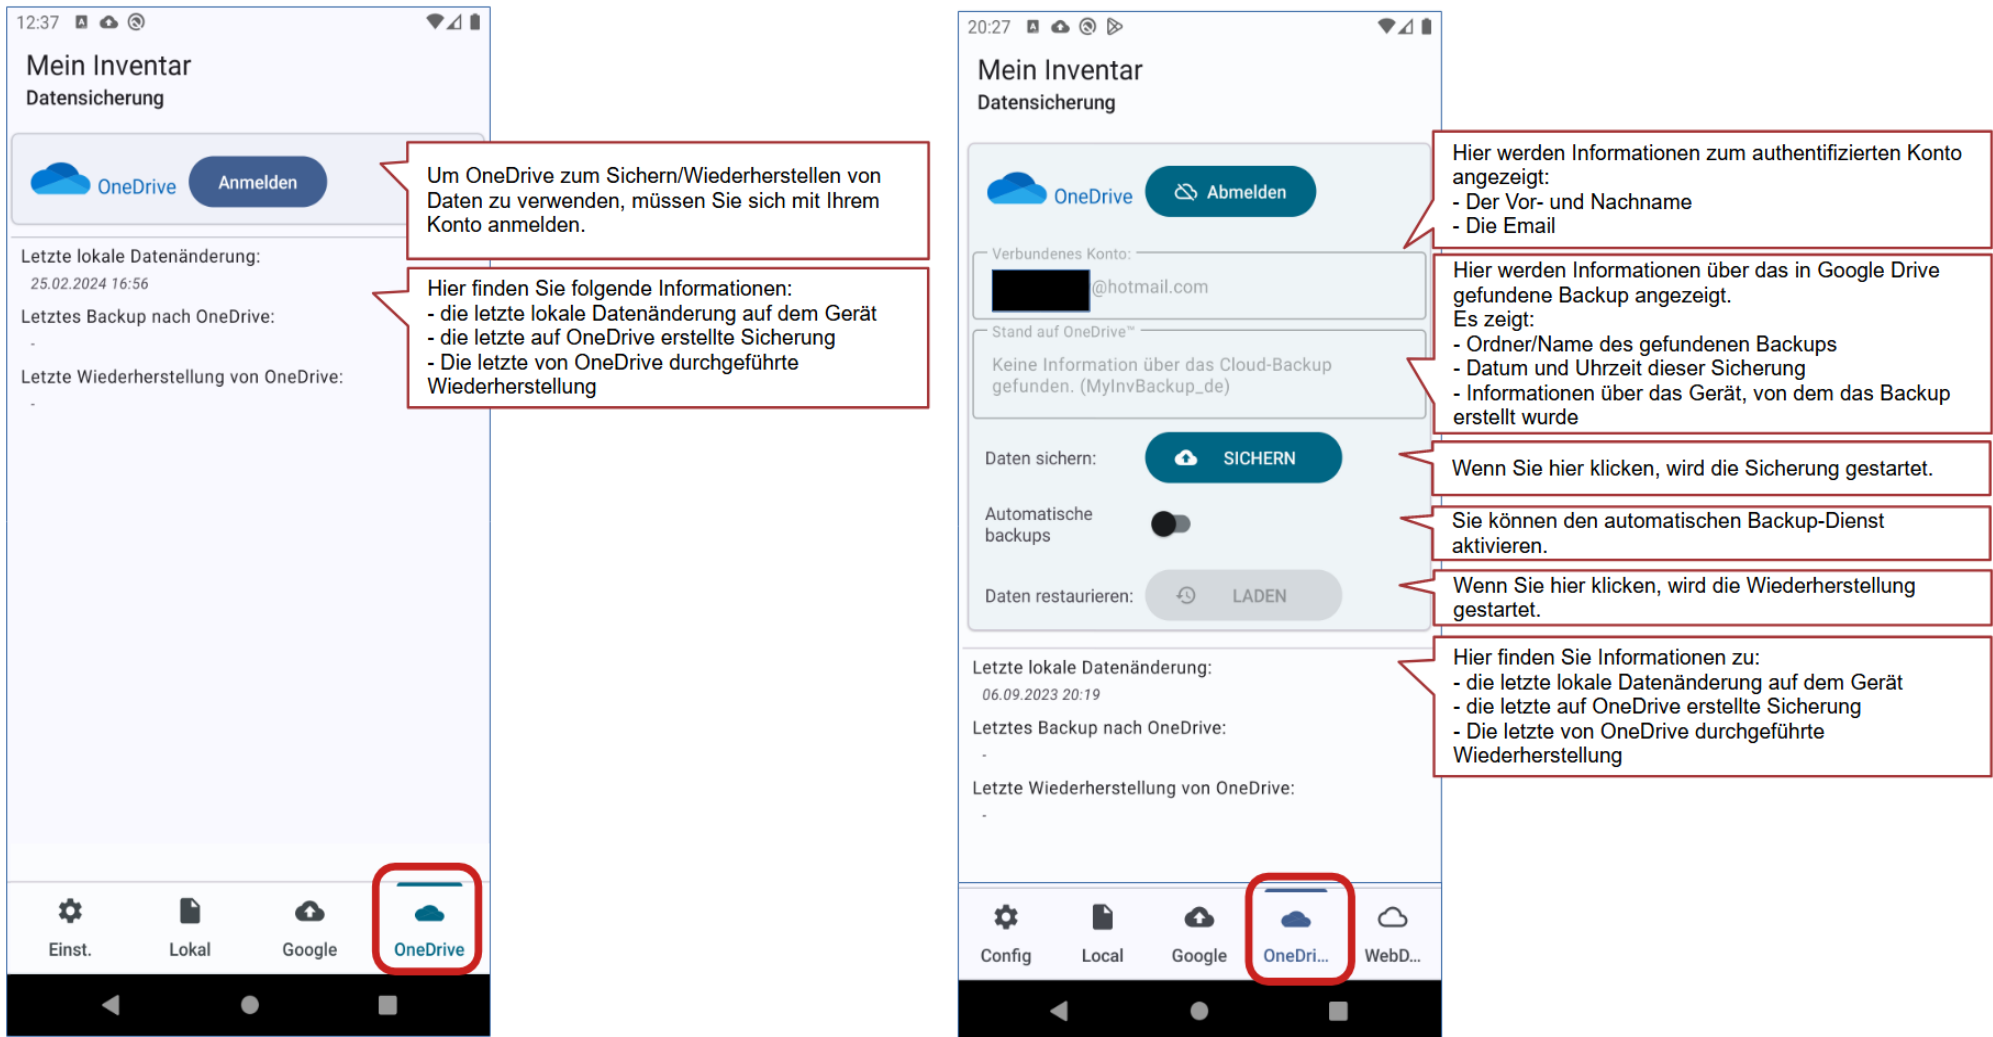 12:37
Mein Inventar
Datensicherung
OneDrive
Anmelden
Letzte lokale Datenänderung:
25.02.2024 16:56
Letztes Backup nach OneDrive:
-
Letzte Wiederherstellung von OneDrive:
-
Um OneDrive zum Sichern/Wiederherstellen von
Daten zu verwenden, müssen Sie sich mit Ihrem
Konto anmelden.
Hier finden Sie folgende Informationen:
- die letzte lokale Datenänderung auf dem Gerät
- die letzte auf OneDrive erstellte Sicherung
- Die letzte von OneDrive durchgeführte
Wiederherstellung
Einst.
Lokal
Google
OneDrive
20:27
Mein Inventar
Datensicherung
OneDrive
Abmelden
Verbundenes Konto:
@hotmail.com
Stand auf OneDrive™
Keine Information über das Cloud-Backup
gefunden. (MyInvBackup_de)
Daten sichern:
SICHERN
Automatische
backups
Daten restaurieren:
LADEN
Letzte lokale Datenänderung:
06.09.2023 20:19
Letztes Backup nach OneDrive:
-
Letzte Wiederherstellung von OneDrive:
-
Config
Local
Google
OneDri...
WebD...
Hier werden Informationen zum authentifizierten Konto
angezeigt:
- Der Vor- und Nachname
- Die Email
Hier werden Informationen über das in Google Drive
gefundene Backup angezeigt.
Es zeigt:
- Ordner/Name des gefundenen Backups
- Datum und Uhrzeit dieser Sicherung
- Informationen über das Gerät, von dem das Backup
erstellt wurde
Wenn Sie hier klicken, wird die Sicherung gestartet.
Sie können den automatischen Backup-Dienst
aktivieren.
Wenn Sie hier klicken, wird die Wiederherstellung
gestartet.
Hier finden Sie Informationen zu:
- die letzte lokale Datenänderung auf dem Gerät
- die letzte auf OneDrive erstellte Sicherung
- Die letzte von OneDrive durchgeführte
Wiederherstellung